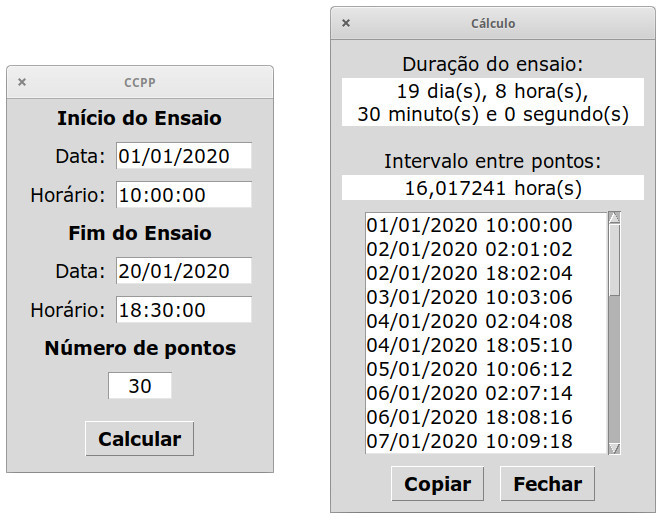 CCPP
Início do Ensaio
Data: 01/01/2020
Horário: 10:00:00
Fim do Ensaio
Data: 20/01/2020
Horário: 18:30:00
Número de pontos
30
Calcular
Cálculo
Duração do ensaio:
19 dia(s), 8 hora(s),
30 minuto(s) e 0 segundo(s)
Intervalo entre pontos:
16,017241 hora(s)
01/01/2020 10:00:00
02/01/2020 02:01:02
02/01/2020 18:02:04
03/01/2020 10:03:06
04/01/2020 02:04:08
04/01/2020 18:05:10
05/01/2020 10:06:12
06/01/2020 02:07:14
06/01/2020 18:08:16
07/01/2020 10:09:18
Copiar Fechar